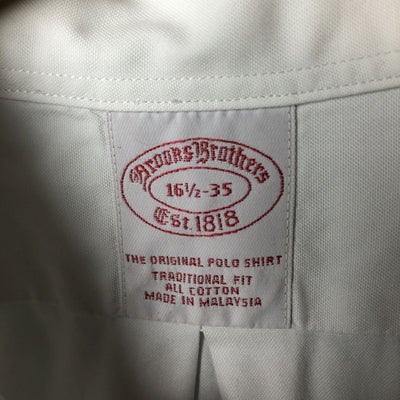 Brooks Brothers
16½-35
Est. 1818
THE ORIGINAL POLO SHIRT
TRADITIONAL FIT
ALL COTTON
MADE IN MALAYSIA